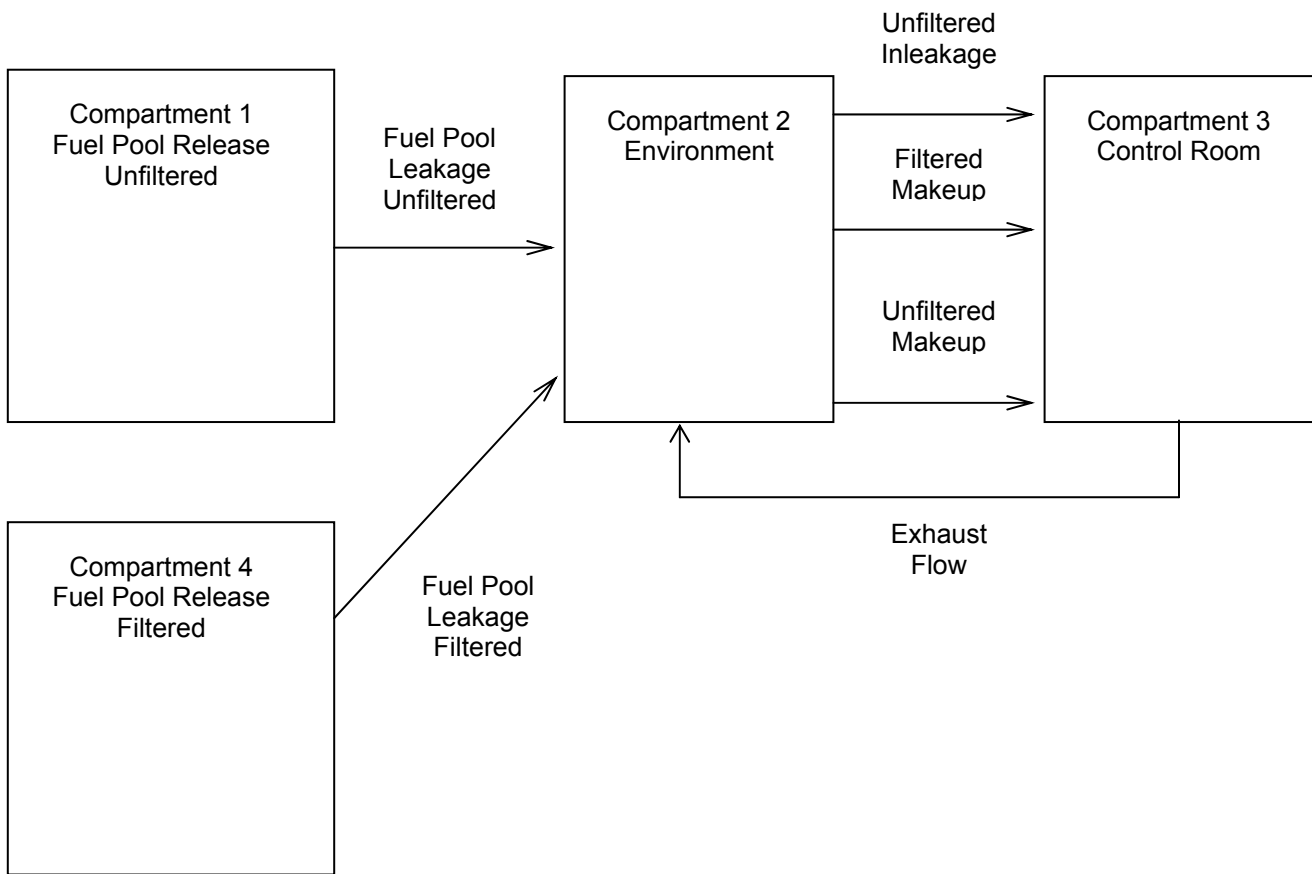 Unfiltered
Inleakage
Compartment 1
Fuel Pool Release
Unfiltered
Fuel Pool
Leakage
Unfiltered
Compartment 2
Environment
Compartment 3
Control Room
Filtered
Makeup
Unfiltered
Makeup
Exhaust
Flow
Compartment 4
Fuel Pool Release
Filtered
Fuel Pool
Leakage
Filtered